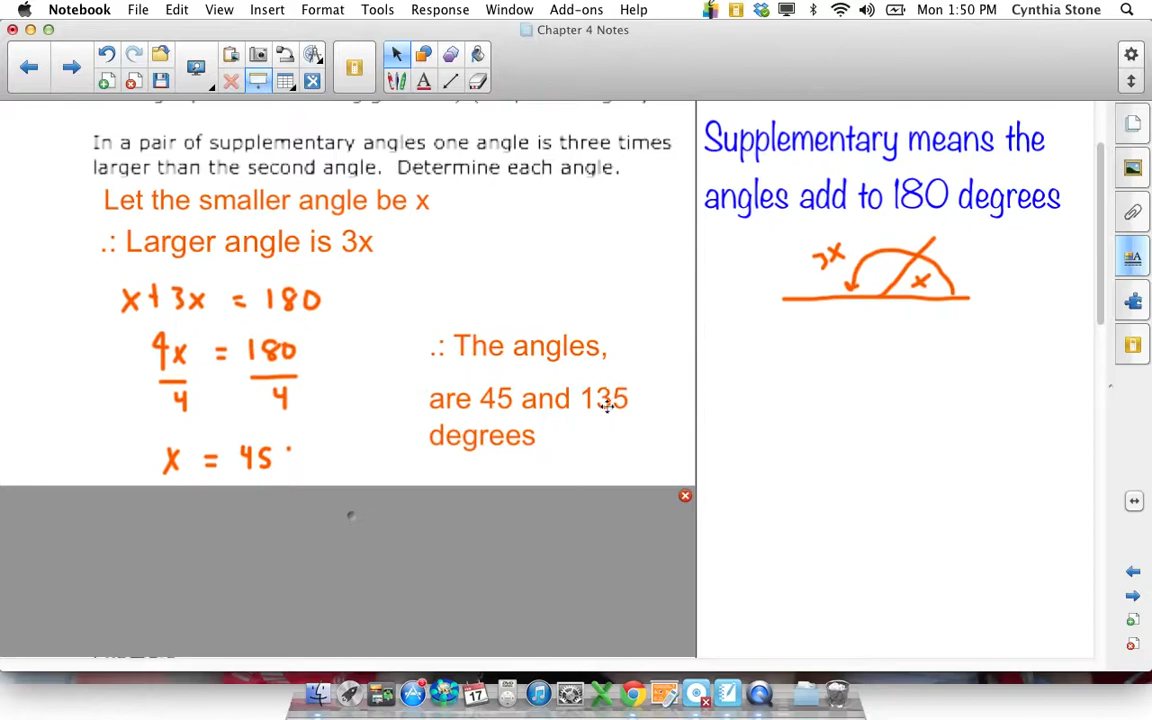 Notebook File Edit View Insert Format Tools Response Window Add-ons Help Mon 1:50 PM Cynthia Stone
Chapter 4 Notes
In a pair of supplementary angles one angle is three times
larger than the second angle. Determine each angle.
Let the smaller angle be x
.: Larger angle is 3x
x+3x = 180
4x = 180
4 4
x = 45
.: The angles,
are 45 and 135
degrees
Supplementary means the
angles add to 180 degrees
3x
x
17